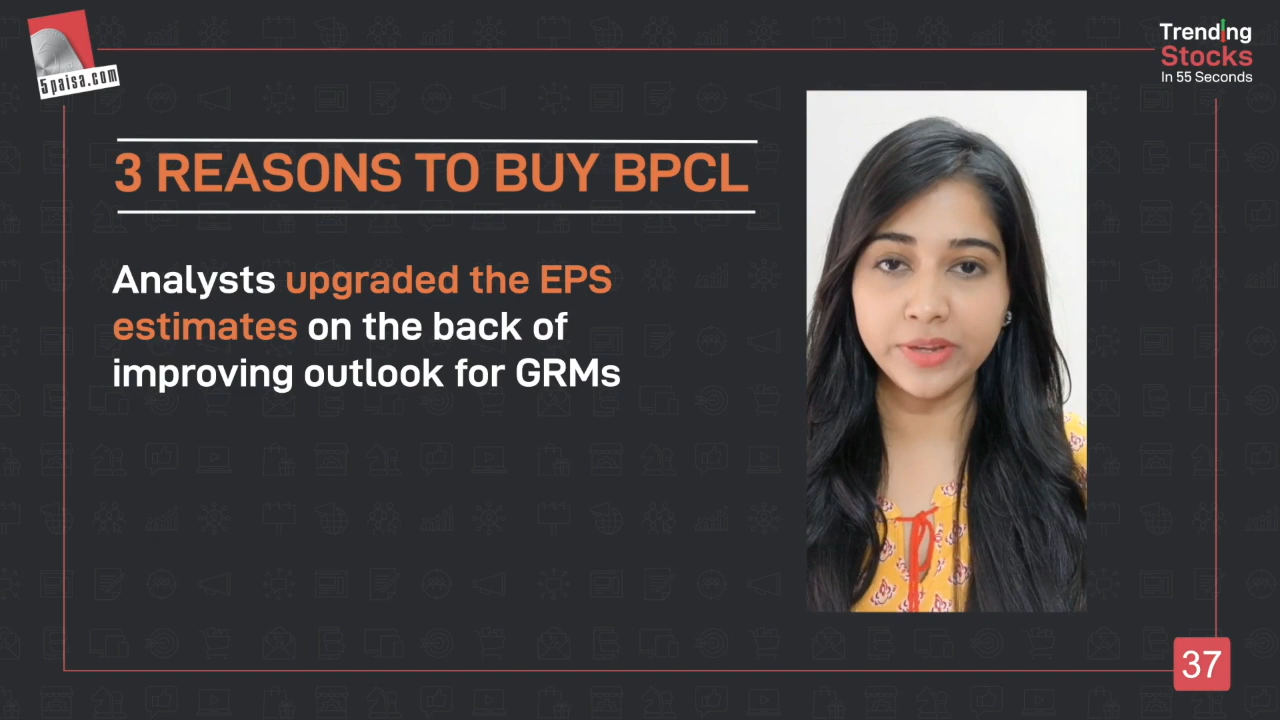 5paisa.com
Trending
Stocks
In 55 Seconds
3 REASONS TO BUY BPCL
Analysts upgraded the EPS
estimates on the back of
improving outlook for GRMs
37